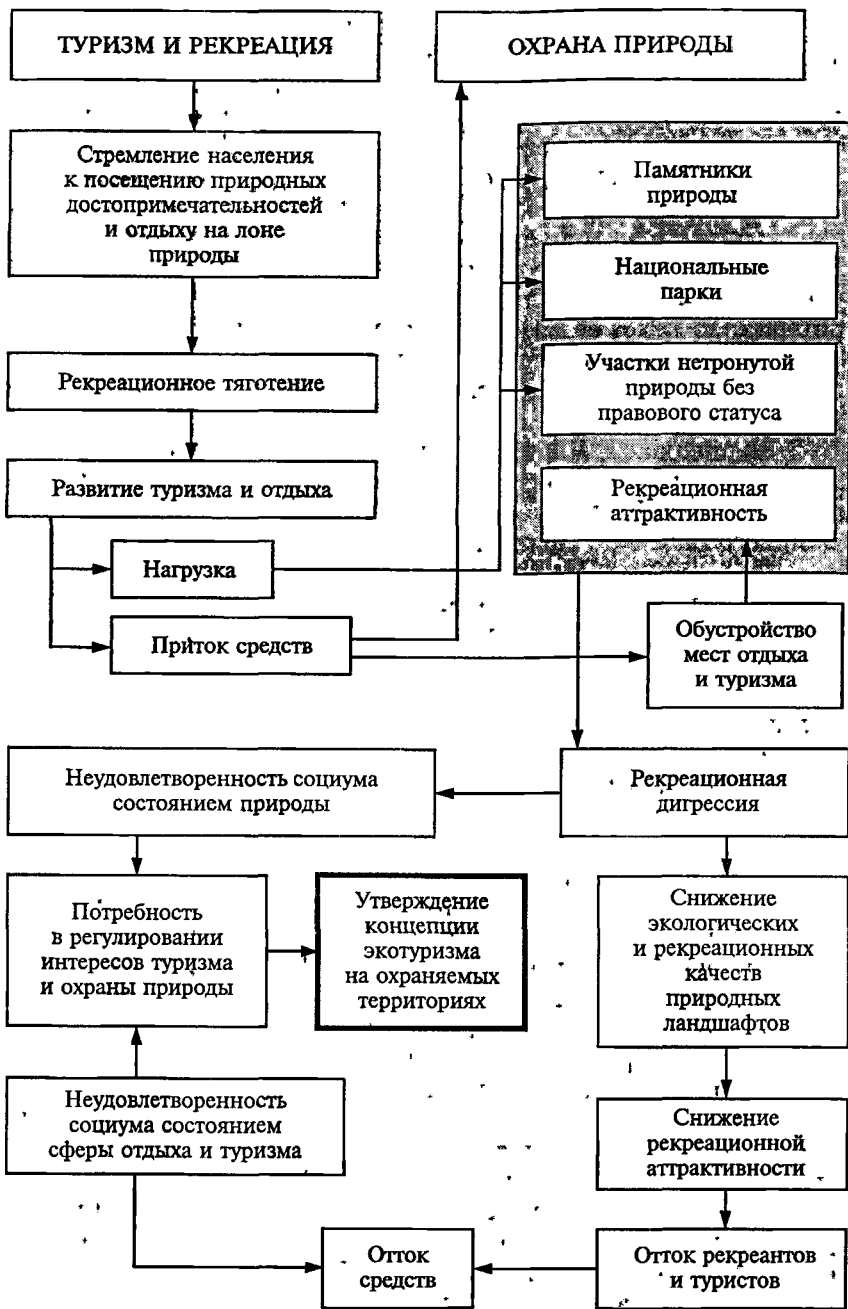 ТУРИЗМ И РЕКРЕАЦИЯ
ОХРАНА ПРИРОДЫ
Стремление населения
к посещению природных
достопримечательностей
и отдыху на лоне
природы
Памятники
природы
Национальные
парки
Участки нетронутой
природы без
правового статуса
Рекреационное тяготение
Развитие туризма и отдыха
Рекреационная
аттрактивность
Нагрузка
Приток средств
Обустройство
мест отдыха
и туризма
Неудовлетворенность социума
состоянием природы
Рекреационная
дигрессия
Потребность
в регулировании
интересов туризма
и охраны природы
Утверждение
концепции
экотуризма
на охраняемых
территориях
Снижение
экологических
и рекреационных
качеств
природных
ландшафтов
Неудовлетворенность
социума состоянием
сферы отдыха и туризма
Снижение
рекреационной
аттрактивности
Отток
средств
Отток рекреантов
и туристов